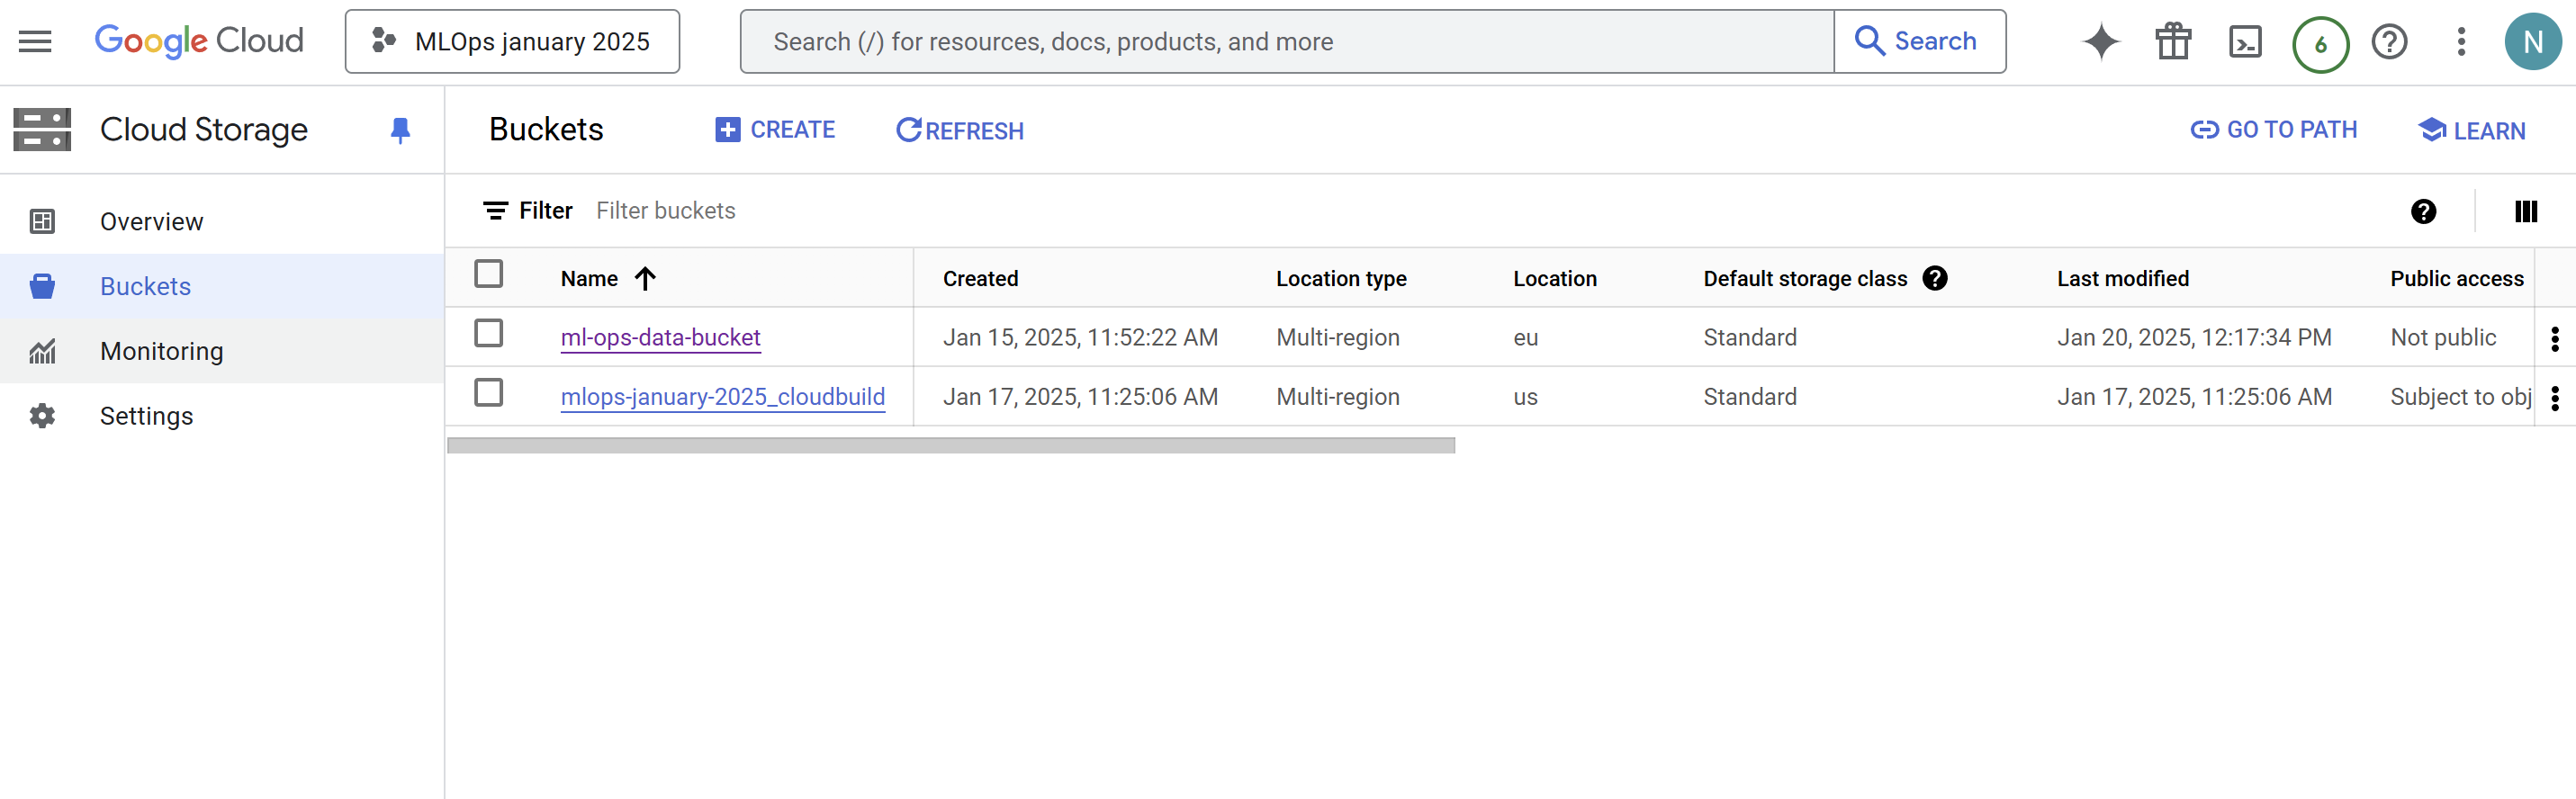 Google Cloud MLOps january 2025 Search (/) for resources, docs, products, and more Search 6 ? N
Cloud Storage
Overview
Buckets
Monitoring
Settings
Buckets CREATE REFRESH GO TO PATH LEARN
Filter Filter buckets ?
Name Created Location type Location Default storage class ? Last modified Public access
ml-ops-data-bucket Jan 15, 2025, 11:52:22 AM Multi-region eu Standard Jan 20, 2025, 12:17:34 PM Not public
mlops-january-2025_cloudbuild Jan 17, 2025, 11:25:06 AM Multi-region us Standard Jan 17, 2025, 11:25:06 AM Subject to obj